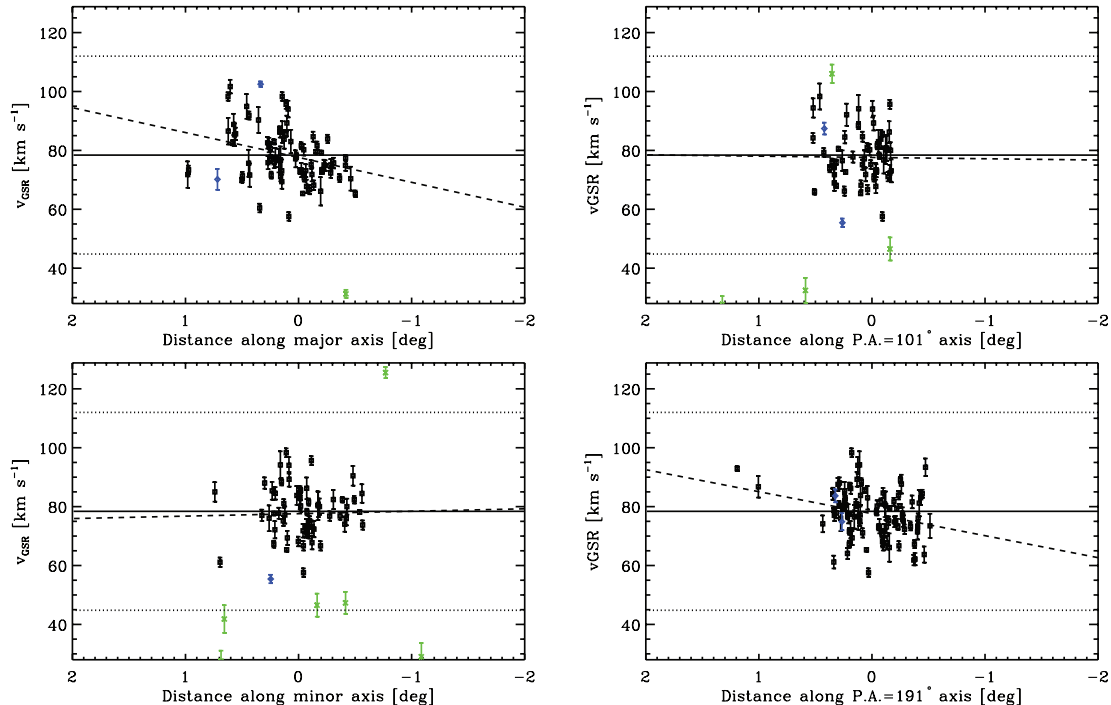 120
100
80
60
40
v_GSR [km s⁻¹]
2 1 0 -1 -2
Distance along major axis [deg]
120
100
80
60
40
vGSR [km s⁻¹]
2 1 0 -1 -2
Distance along P.A.=101° axis [deg]
120
100
80
60
40
v_GSR [km s⁻¹]
2 1 0 -1 -2
Distance along minor axis [deg]
120
100
80
60
40
vGSR [km s⁻¹]
2 1 0 -1 -2
Distance along P.A.=191° axis [deg]